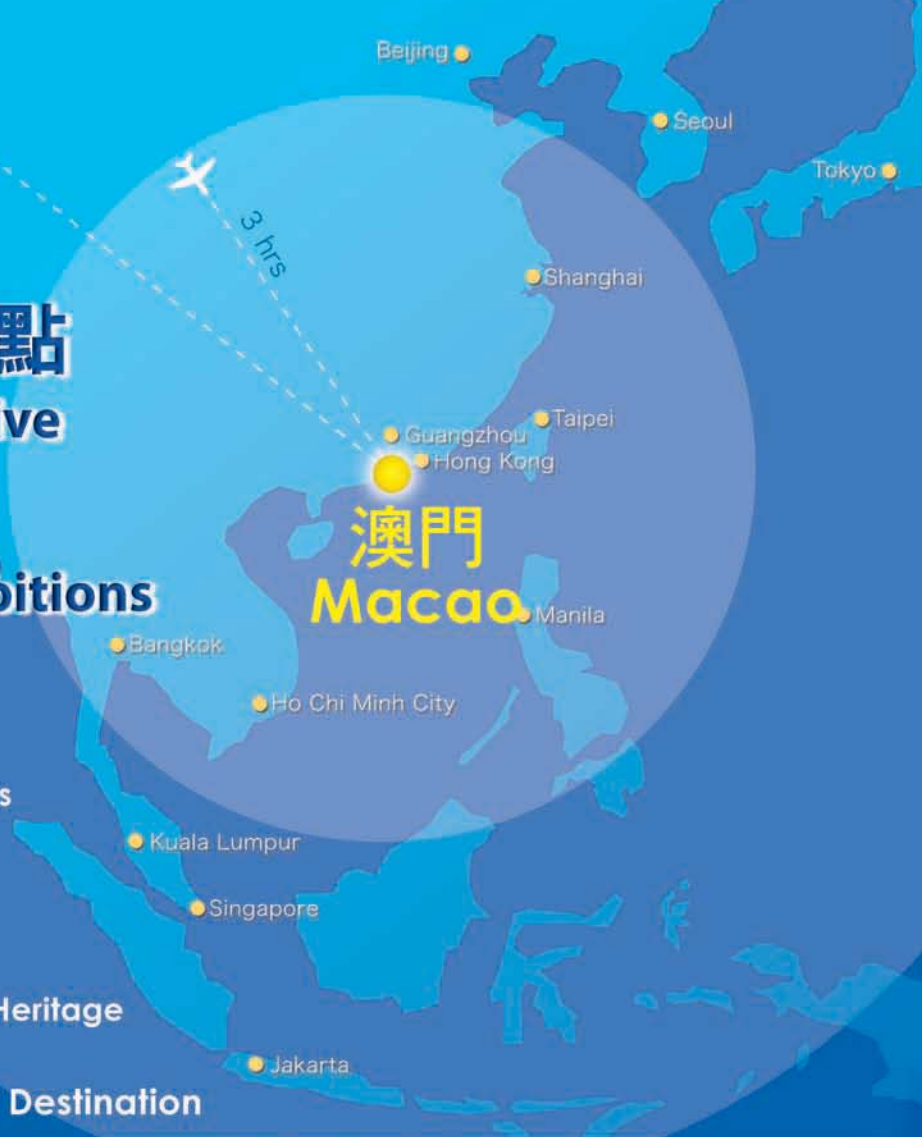 Beijing
Seoul
Tokyo
3 hrs
Shanghai
點
ive
Taipei
Guangzhou
Hong Kong
澳門
Macao
bitions
Manila
Bangkok
Ho Chi Minh City
s
Kuala Lumpur
Singapore
Heritage
Jakarta
Destination